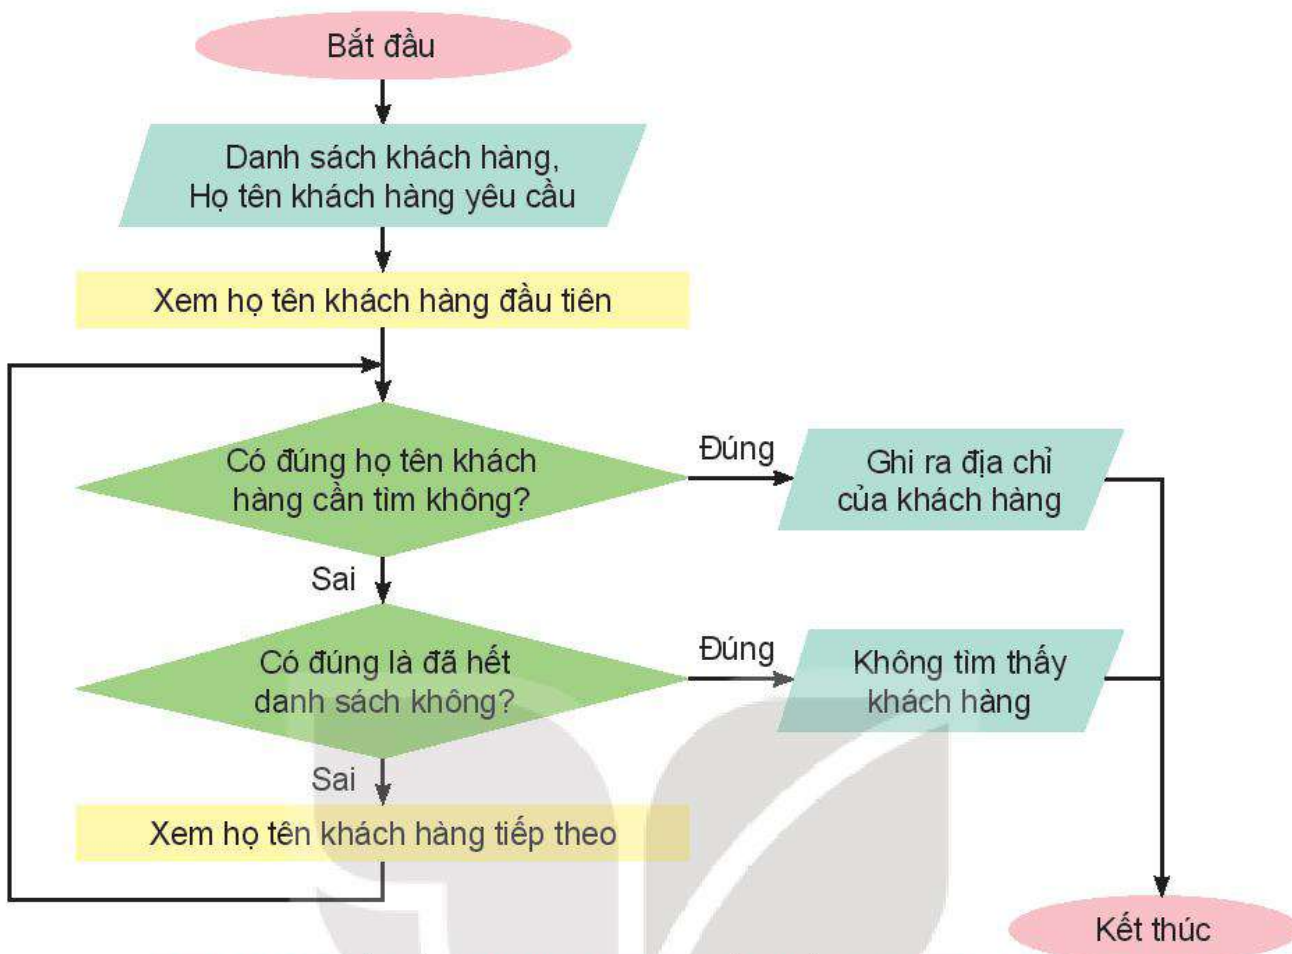 Bắt đầu
Danh sách khách hàng,
Họ tên khách hàng yêu cầu
Xem họ tên khách hàng đầu tiên
Có đúng họ tên khách
hàng cần tìm không?
Đúng
Ghi ra địa chỉ
của khách hàng
Sai
Có đúng là đã hết
danh sách không?
Đúng
Không tìm thấy
khách hàng
Sai
Xem họ tên khách hàng tiếp theo
Kết thúc